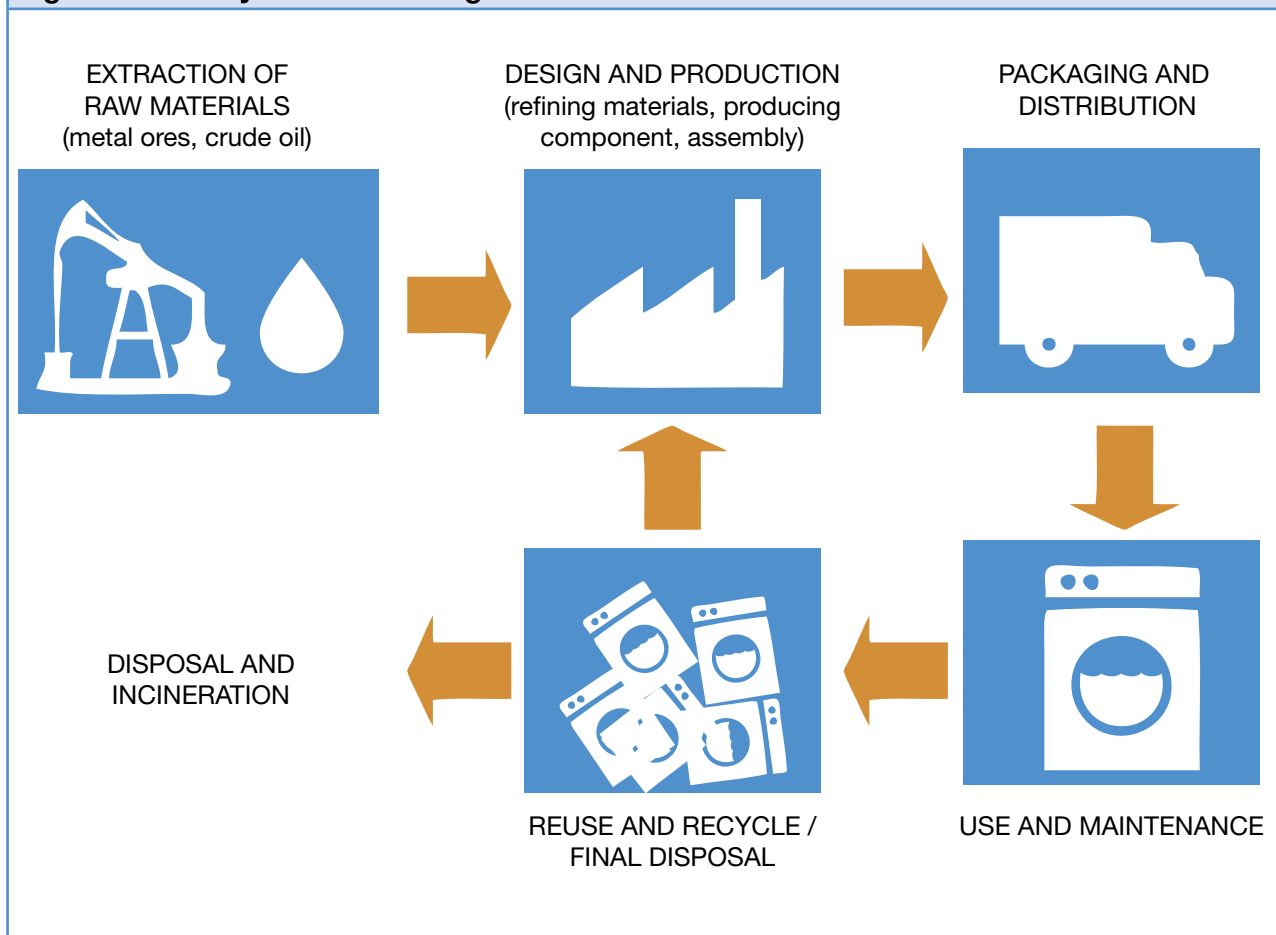 EXTRACTION OF
RAW MATERIALS
(metal ores, crude oil)
DESIGN AND PRODUCTION
(refining materials, producing
component, assembly)
PACKAGING AND
DISTRIBUTION
DISPOSAL AND
INCINERATION
REUSE AND RECYCLE /
FINAL DISPOSAL
USE AND MAINTENANCE